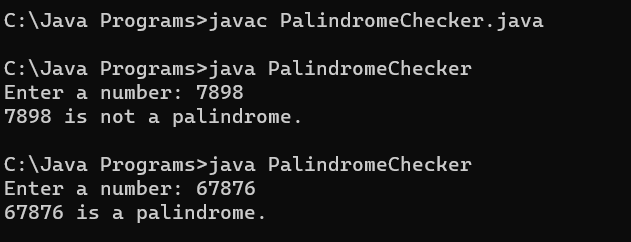 C:\Java Programs>javac PalindromeChecker.java
C:\Java Programs>java PalindromeChecker
Enter a number: 7898
7898 is not a palindrome.
C:\Java Programs>java PalindromeChecker
Enter a number: 67876
67876 is a palindrome.